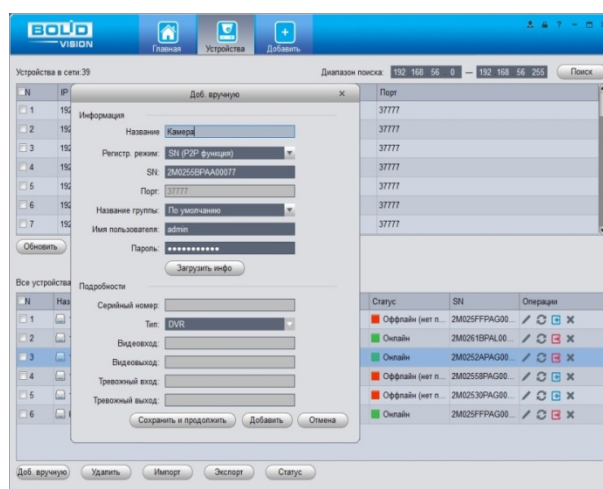 BOLID
VISION
Главная
Устройства
Добавить
Устройства в сети:39
Диапазон поиска: 192 168 56 0 — 192 168 56 255
Поиск
N IP Порт
1 192 37777
2 192 37777
3 192 37777
4 192 37777
5 192 37777
6 192 37777
7 192 37777
Обновить
Доб. вручную
Информация
Название Камера
Регистр. режим: SN (P2P функция)
SN: 2M0255BPAA00077
Порт: 37777
Название группы: По умолчанию
Имя пользователя: admin
Пароль: •••••••••••
Загрузить инфо
Подробности
Серийный номер:
Тип: DVR
Видеовход:
Видеовыход:
Тревожный вход:
Тревожный выход:
Сохранить и продолжить Добавить Отмена
Все устройства
N Наз Статус SN Операции
1 Оффлайн (нет п... 2M025FFPAG00...
2 Онлайн 2M0261BPAL00...
3 Онлайн 2M0252APAG00...
4 Оффлайн (нет п... 2M02558PAG00...
5 Оффлайн (нет п... 2M02530PAG00...
6 Онлайн 2M025FFPAG00...
Доб. вручную Удалить Импорт Экспорт Статус